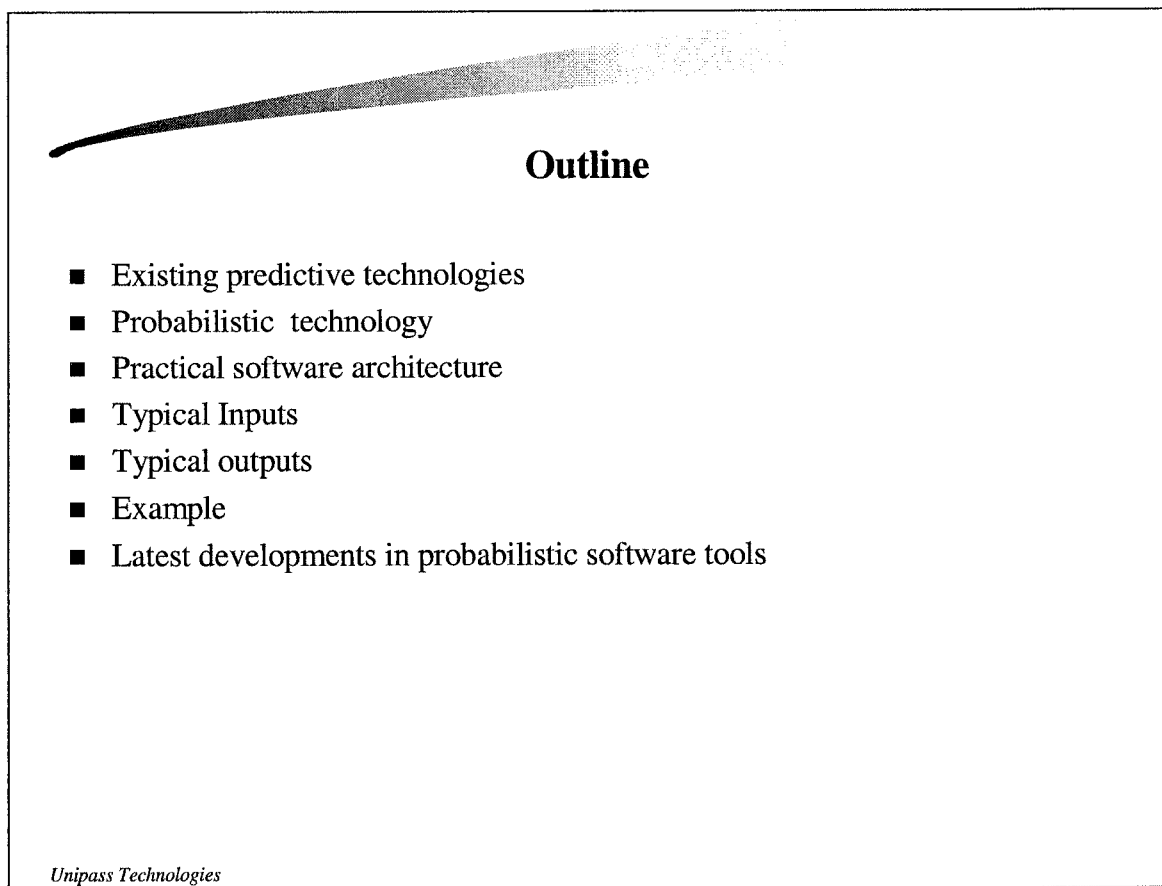 Outline
■ Existing predictive technologies
■ Probabilistic technology
■ Practical software architecture
■ Typical Inputs
■ Typical outputs
■ Example
■ Latest developments in probabilistic software tools
Unipass Technologies